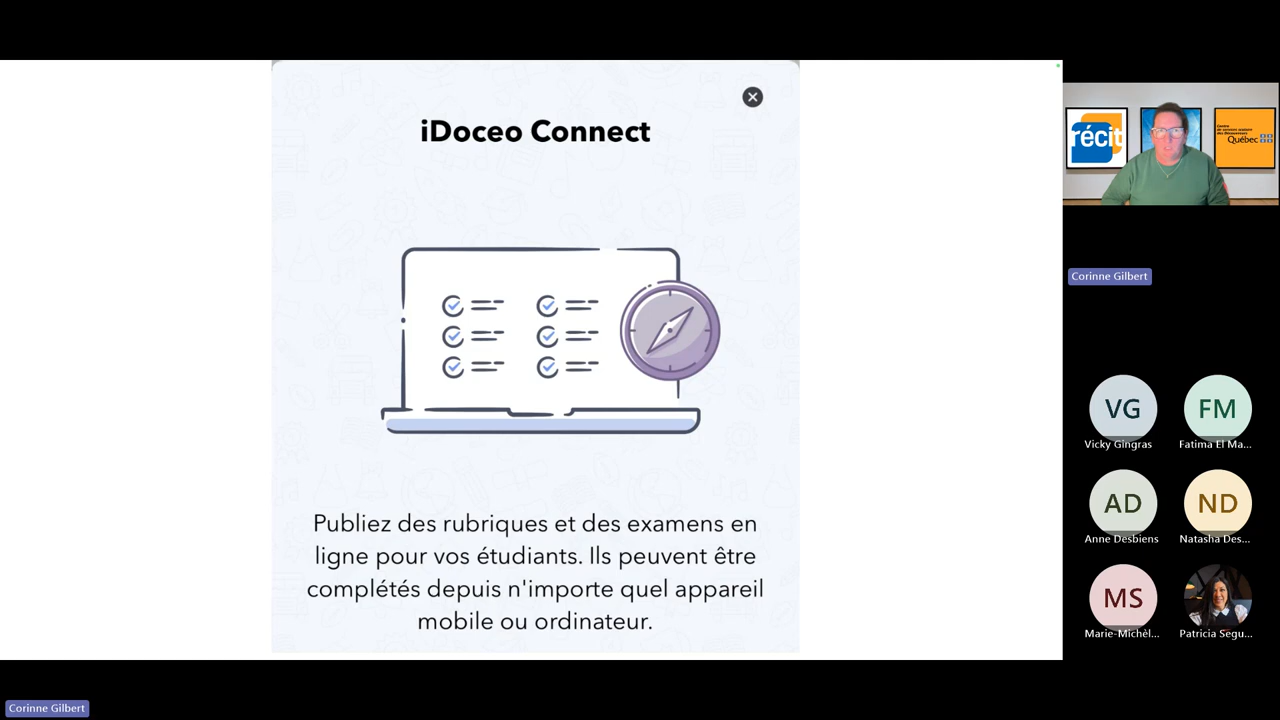 iDoceo Connect
Publiez des rubriques et des examens en
ligne pour vos étudiants. Ils peuvent être
complétés depuis n'importe quel appareil
mobile ou ordinateur.
récit
Québec
Corinne Gilbert
VG
FM
Vicky Gingras
Fatima El Ma...
AD
ND
Anne Desbiens
Natasha Des...
MS
Marie-Michèl...
Patricia Segu...
Corinne Gilbert